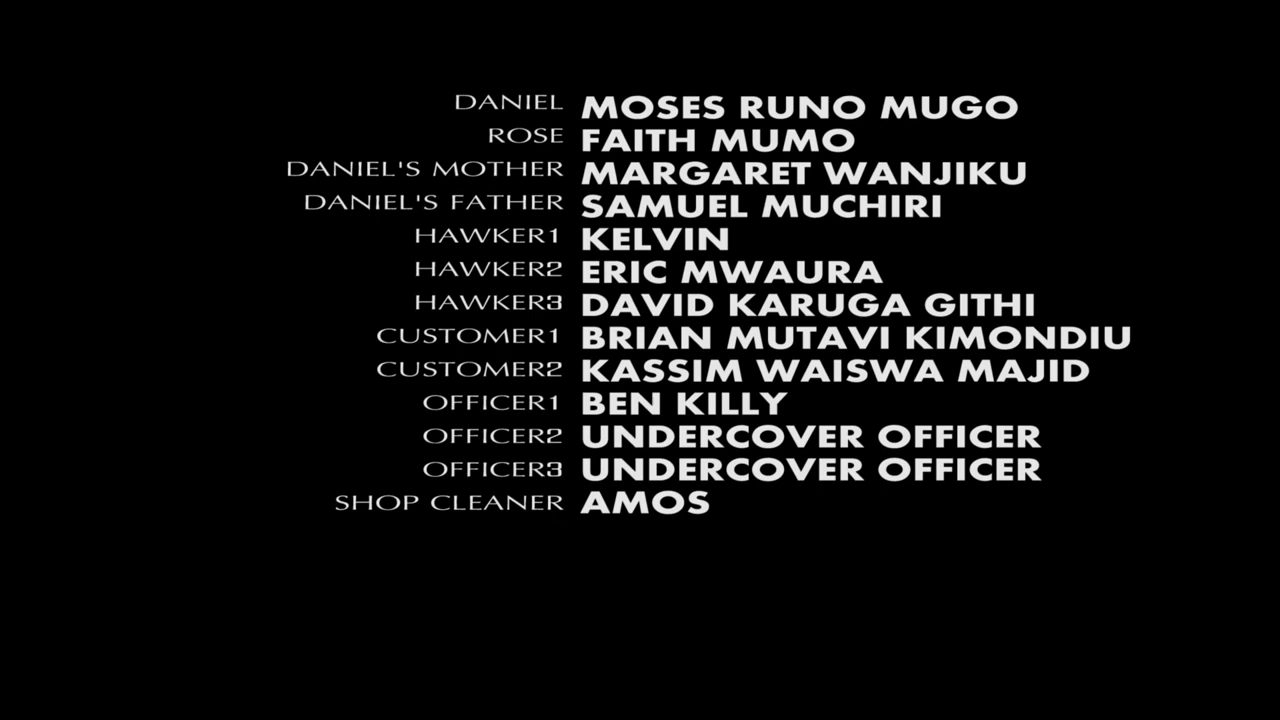 DANIEL MOSES RUNO MUGO
ROSE FAITH MUMO
DANIEL'S MOTHER MARGARET WANJIKU
DANIEL'S FATHER SAMUEL MUCHIRI
HAWKER1 KELVIN
HAWKER2 ERIC MWAURA
HAWKER3 DAVID KARUGA GITHI
CUSTOMER1 BRIAN MUTAVI KIMONDIU
CUSTOMER2 KASSIM WAISWA MAJID
OFFICER1 BEN KILLY
OFFICER2 UNDERCOVER OFFICER
OFFICER3 UNDERCOVER OFFICER
SHOP CLEANER AMOS